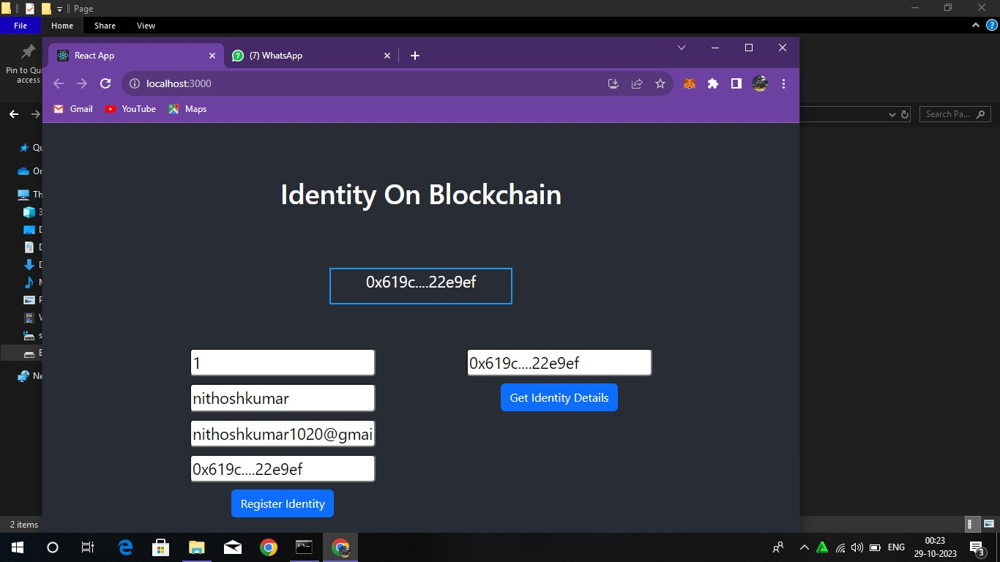 Page
File Home Share View
React App
(7) WhatsApp
Pin to Qu
access
localhost:3000
Gmail YouTube Maps
Search Pa...
Qu
On
Th
3
D
D
D
M
P
V
s
E
Ne
Identity On Blockchain
0x619c....22e9ef
1
0x619c....22e9ef
nithoshkumar
Get Identity Details
nithoshkumar1020@gmai
0x619c....22e9ef
Register Identity
2 items
ENG
00:23
29-10-2023
3